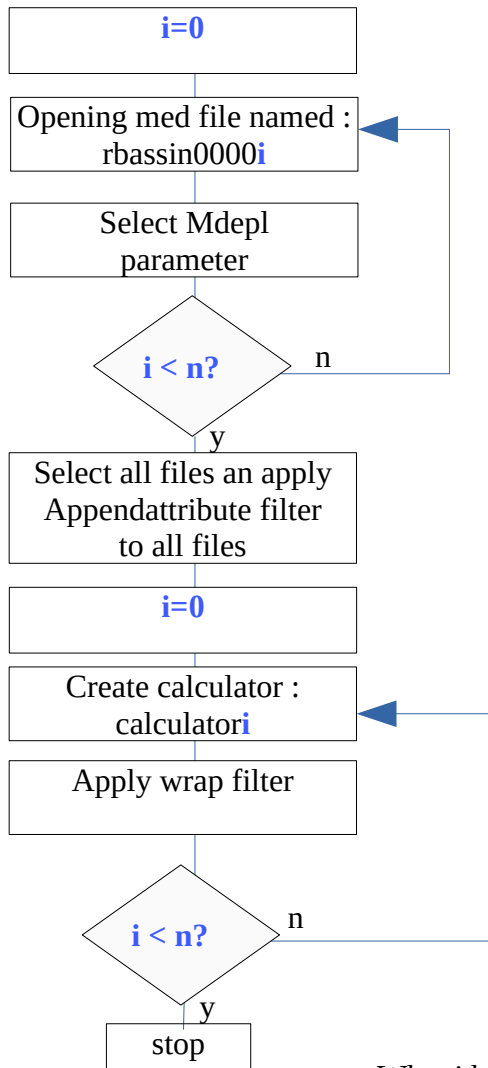 i=0
Opening med file named :
rbassin0000i
Select Mdepl
parameter
i < n?
n
y
Select all files an apply
Appendattribute filter
to all files
i=0
Create calculator :
calculatori
Apply wrap filter
i < n?
n
y
stop